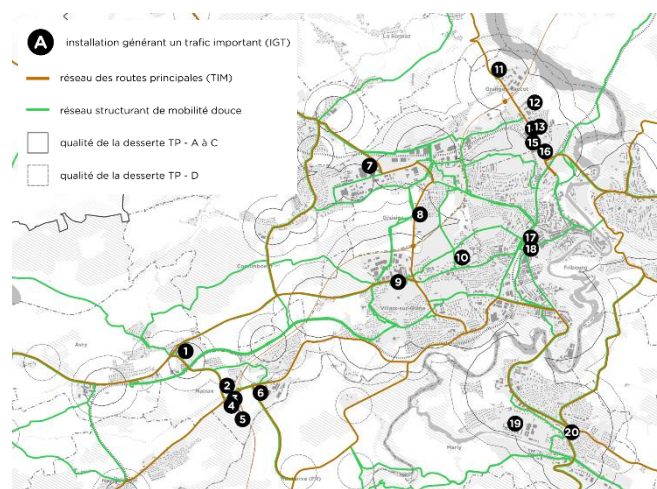 A installation générant un trafic important (IGT)
réseau des routes principales (TIM)
réseau structurant de mobilité douce
qualité de la desserte TP - A à C
qualité de la desserte TP - D
La Sonnaz
11
12
13
15
16
7
8
17
18
10
Fribourg
9
Villars-sur-Glâne
Avry
1
Matran
2
4
6
5
19
20
Marly